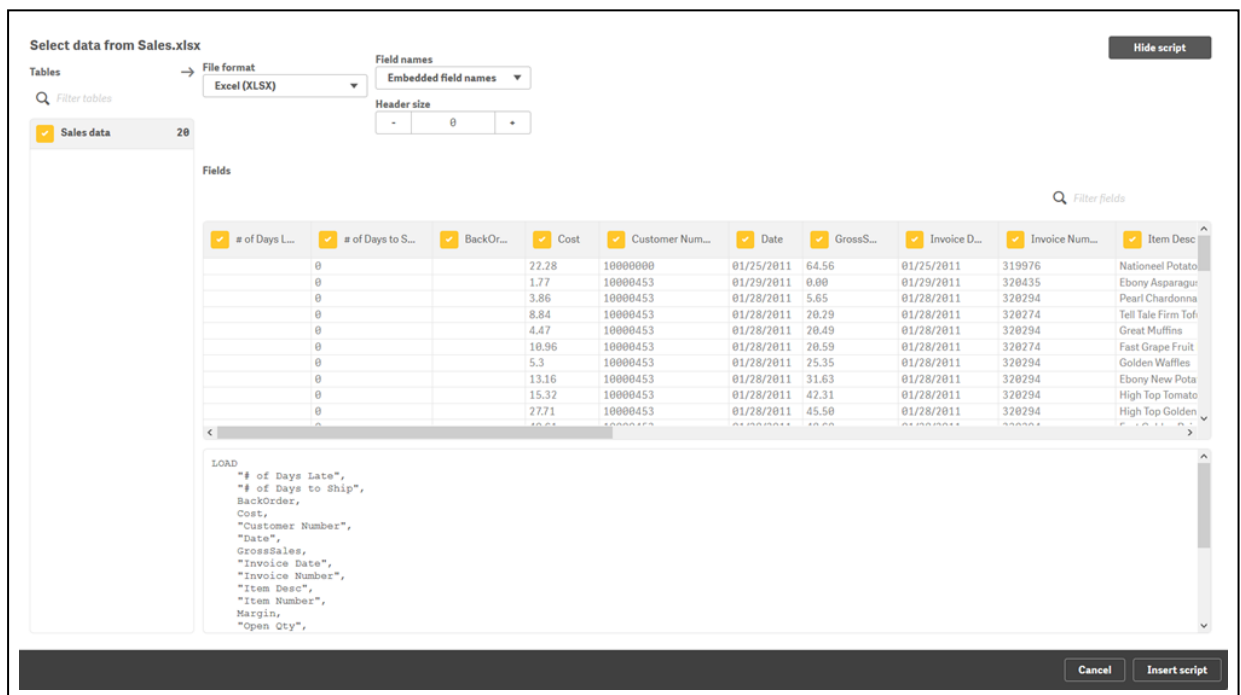 Select data from Sales.xlsx
Hide script
Tables
File format
Field names
Excel (XLSX)
Embedded field names
Filter tables
Header size
- 0 +
Sales data 20
Fields
Filter fields
# of Days L... # of Days to S... BackOr... Cost Customer Num... Date GrossS... Invoice D... Invoice Num... Item Desc
0 22.28 10000000 01/25/2011 64.56 01/25/2011 319976 Nationeel Potato
0 1.77 10000453 01/29/2011 0.00 01/29/2011 320435 Ebony Asparagus
0 3.86 10000453 01/28/2011 5.65 01/28/2011 320294 Pearl Chardonna
0 8.84 10000453 01/28/2011 20.29 01/28/2011 320274 Tell Tale Firm Tof
0 4.47 10000453 01/28/2011 20.49 01/28/2011 320294 Great Muffins
0 10.96 10000453 01/28/2011 20.59 01/28/2011 320274 Fast Grape Fruit
0 5.3 10000453 01/28/2011 25.35 01/28/2011 320294 Golden Waffles
0 13.16 10000453 01/28/2011 31.63 01/28/2011 320294 Ebony New Pota
0 15.32 10000453 01/28/2011 42.31 01/28/2011 320294 High Top Tomato
0 27.71 10000453 01/28/2011 45.50 01/28/2011 320294 High Top Golden
LOAD
"# of Days Late",
"# of Days to Ship",
BackOrder,
Cost,
"Customer Number",
"Date",
GrossSales,
"Invoice Date",
"Invoice Number",
"Item Desc",
"Item Number",
Margin,
"Open Qty",
Cancel
Insert script